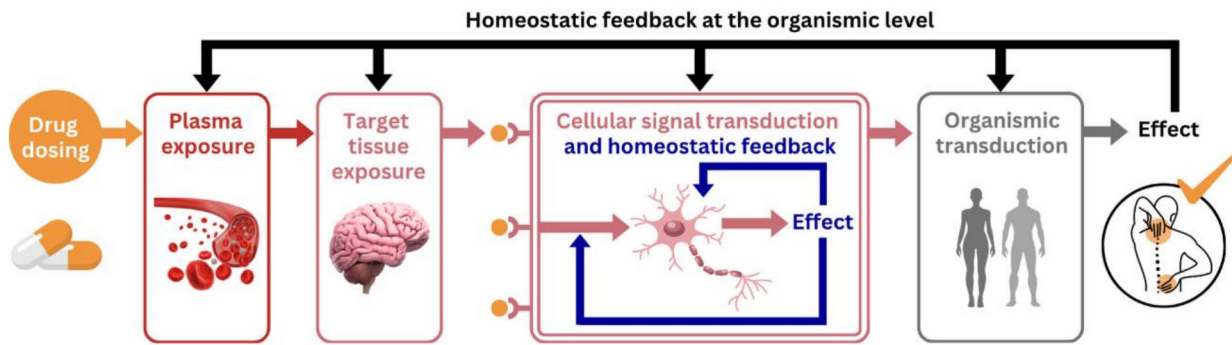 Homeostatic feedback at the organismic level
Drug
dosing
Plasma
exposure
Target
tissue
exposure
Cellular signal transduction
and homeostatic feedback
Effect
Organismic
transduction
Effect